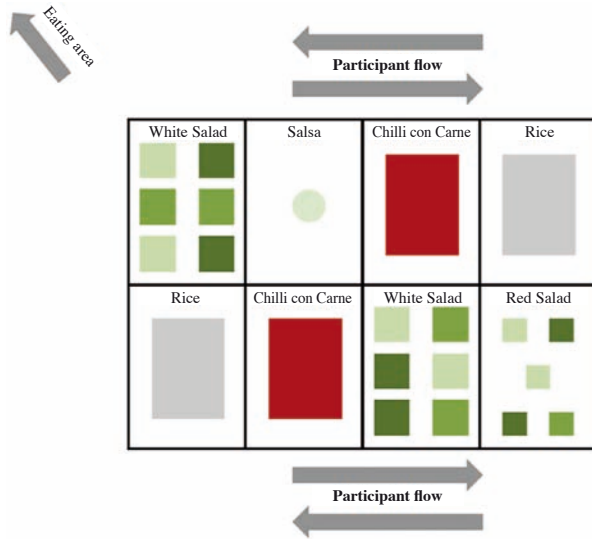 Eating area
Participant flow
White Salad
Salsa
Chilli con Carne
Rice
Rice
Chilli con Carne
White Salad
Red Salad
Participant flow